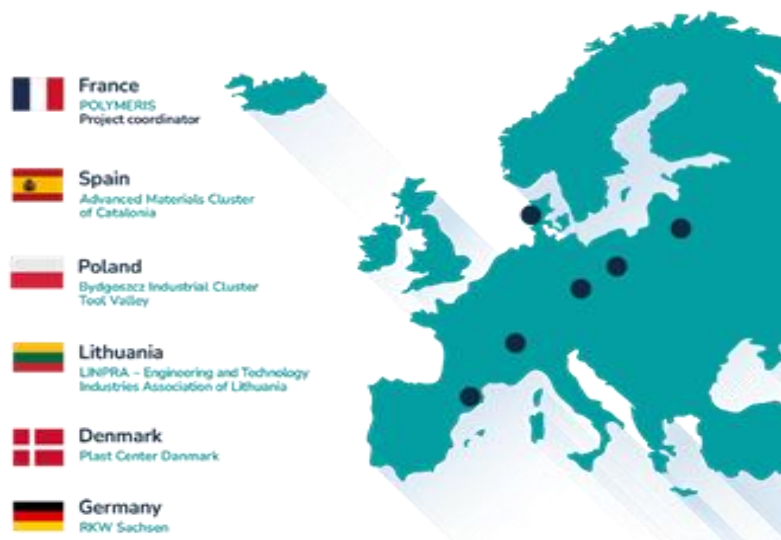 France
POLYMERIS
Project coordinator
Spain
Advanced Materials Cluster
of Catalonia
Poland
Bydgoszcz Industrial Cluster
Tool Valley
Lithuania
LINPRA – Engineering and Technology
Industries Association of Lithuania
Denmark
Plast Center Danmark
Germany
RKW Sachsen